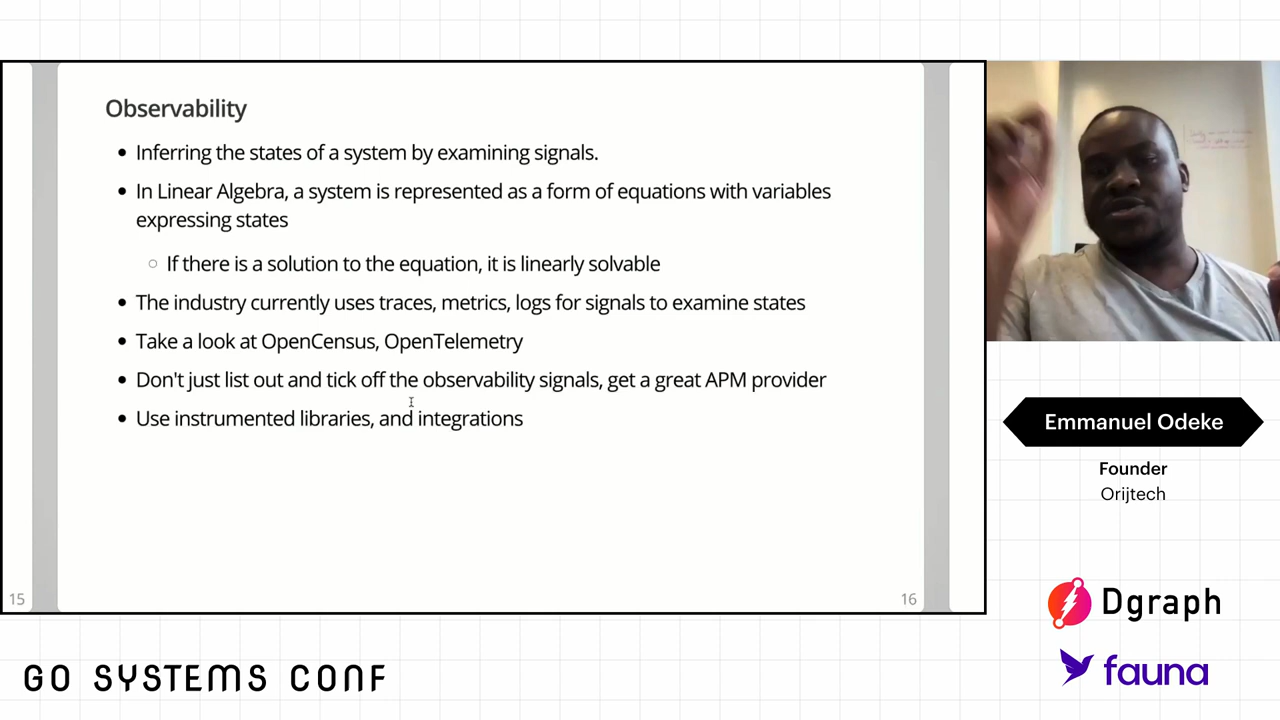 Observability
• Inferring the states of a system by examining signals.
• In Linear Algebra, a system is represented as a form of equations with variables
expressing states
○ If there is a solution to the equation, it is linearly solvable
• The industry currently uses traces, metrics, logs for signals to examine states
• Take a look at OpenCensus, OpenTelemetry
• Don't just list out and tick off the observability signals, get a great APM provider
• Use instrumented libraries, and integrations
15
16
Emmanuel Odeke
Founder
Orijtech
Dgraph
fauna
GO SYSTEMS CONF